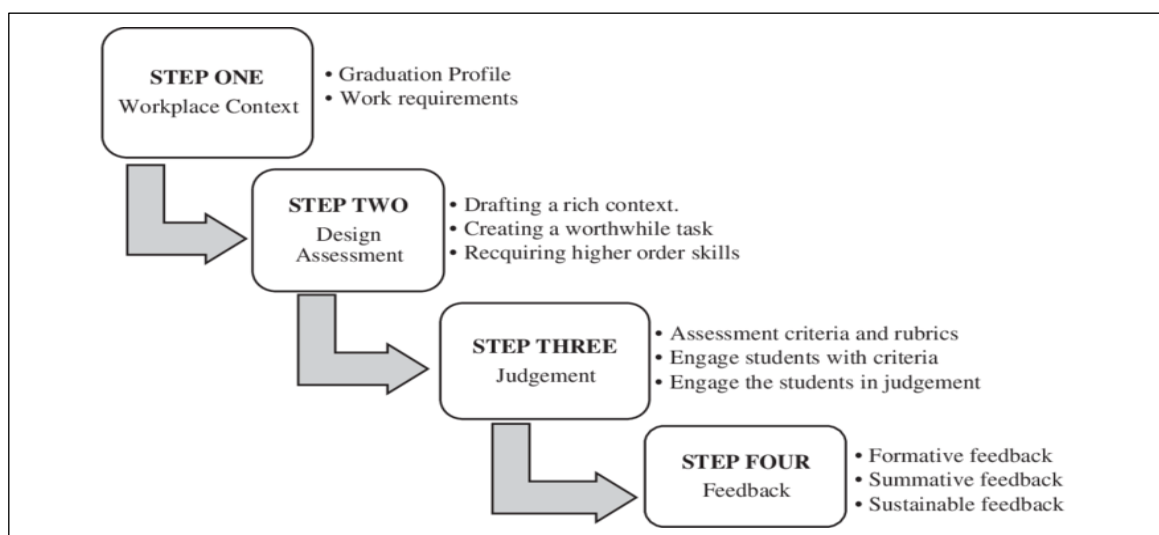 STEP ONE
Workplace Context
• Graduation Profile
• Work requirements
STEP TWO
Design
Assessment
• Drafting a rich context.
• Creating a worthwhile task
• Recquiring higher order skills
STEP THREE
Judgement
• Assessment criteria and rubrics
• Engage students with criteria
• Engage the students in judgement
STEP FOUR
Feedback
• Formative feedback
• Summative feedback
• Sustainable feedback